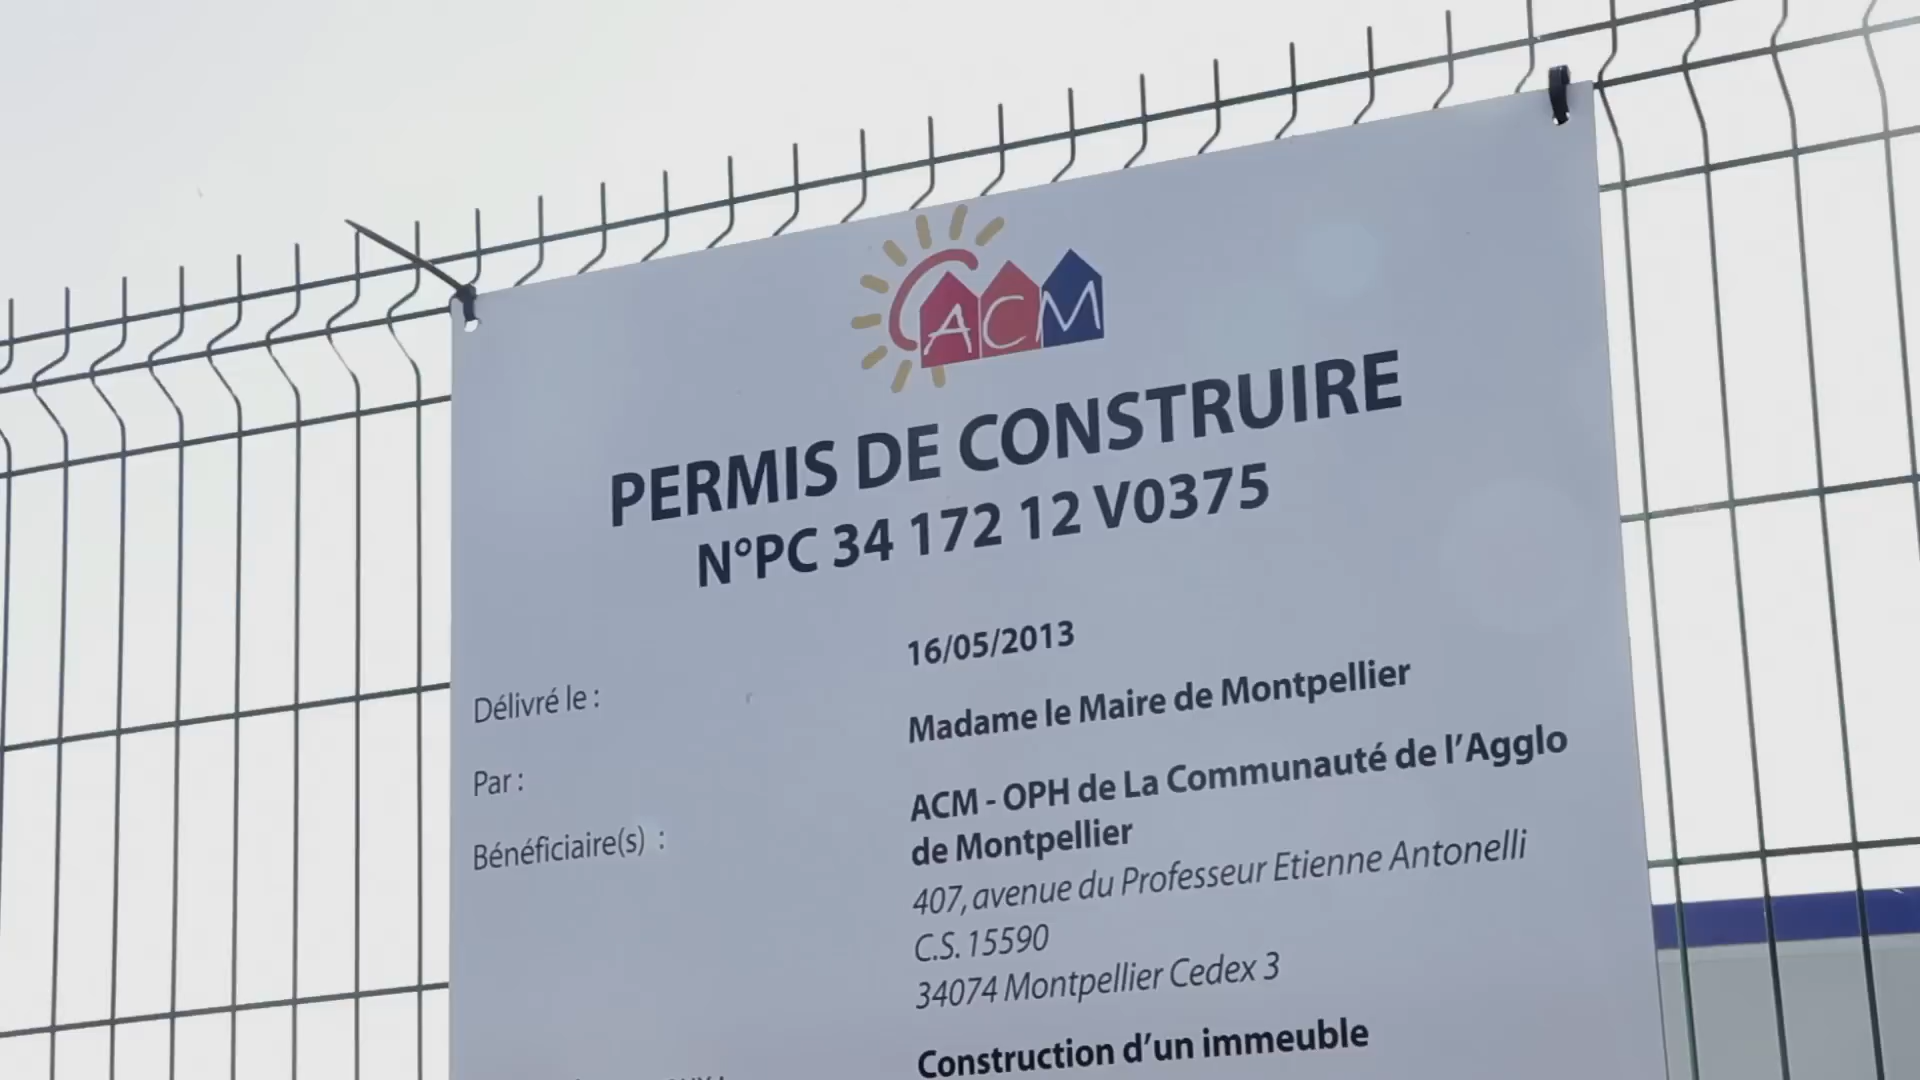 ACM
PERMIS DE CONSTRUIRE
N°PC 34 172 12 V0375
Délivré le : 16/05/2013
Par : Madame le Maire de Montpellier
Bénéficiaire(s) : ACM - OPH de La Communauté de l'Agglo
de Montpellier
407, avenue du Professeur Etienne Antonelli
C.S. 15590
34074 Montpellier Cedex 3
Construction d'un immeuble